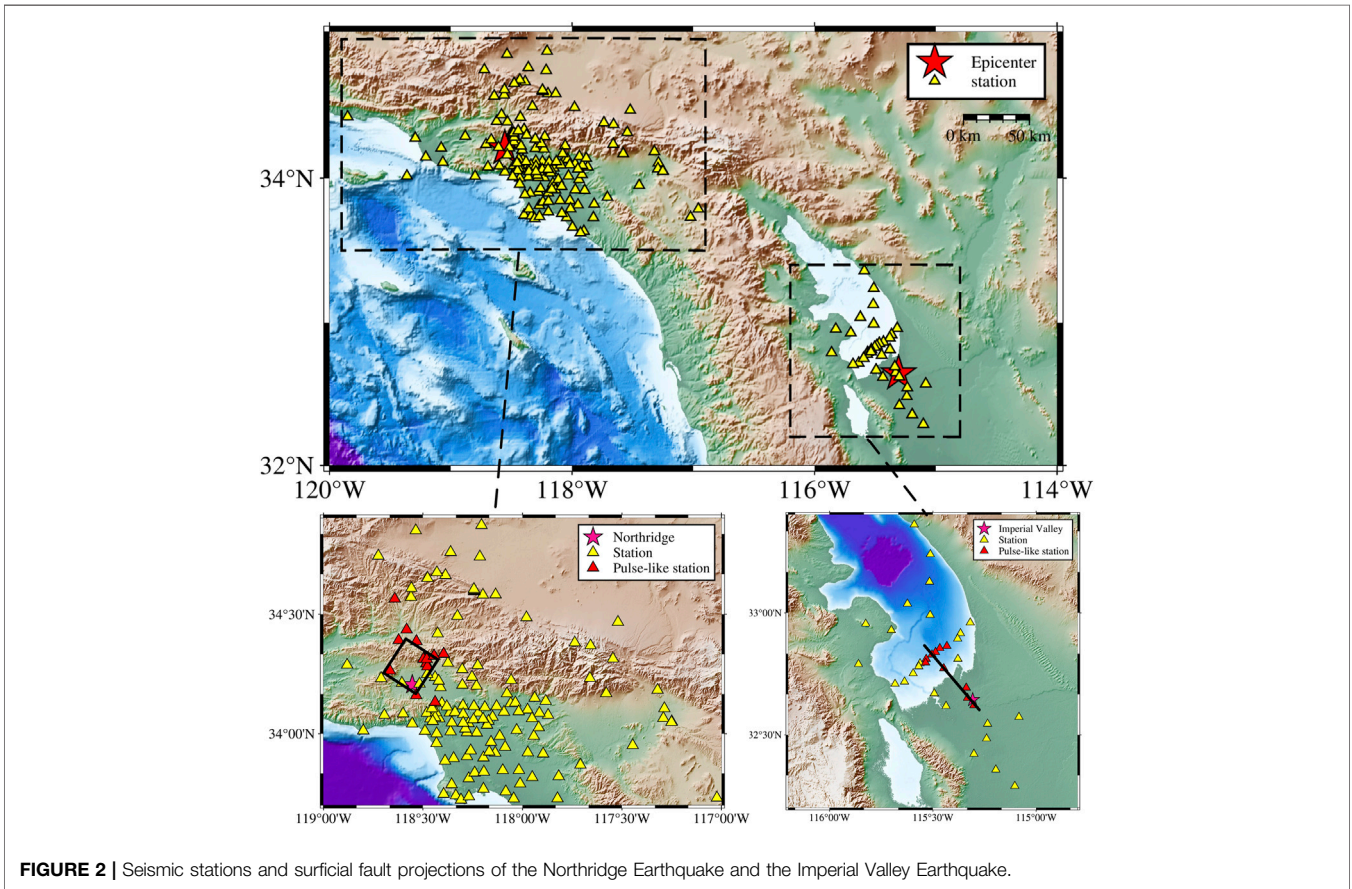 Epicenter
station
0 km 50 km
34°N
32°N
120°W 118°W 116°W 114°W
Northridge
Station
Pulse-like station
34°30'N
34°00'N
119°00'W 118°30'W 118°00'W 117°30'W 117°00'W
Imperial Valley
Station
Pulse-like station
33°00'N
32°30'N
116°00'W 115°30'W 115°00'W
FIGURE 2 | Seismic stations and surficial fault projections of the Northridge Earthquake and the Imperial Valley Earthquake.